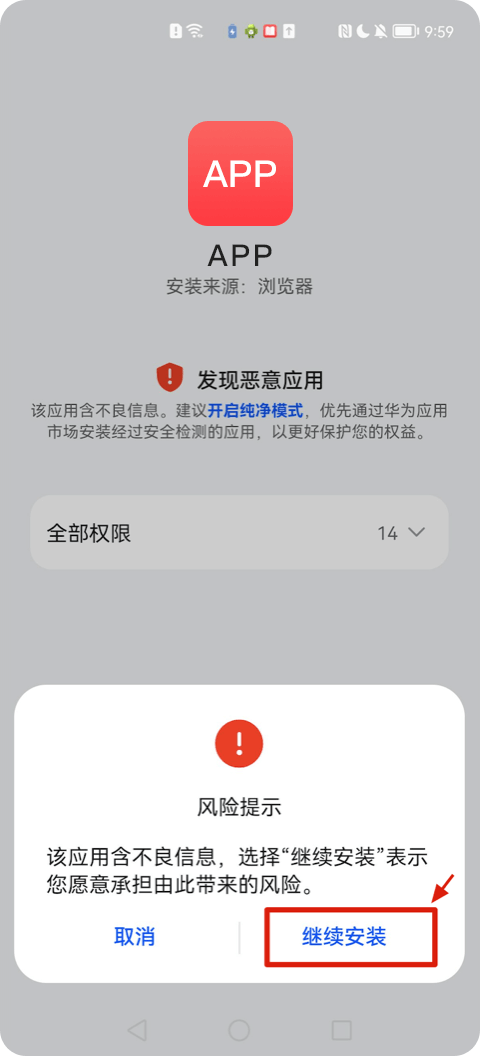 9:59
APP
APP
安装来源：浏览器
发现恶意应用
该应用含不良信息。建议开启纯净模式，优先通过华为应用
市场安装经过安全检测的应用，以更好保护您的权益。
全部权限 14
风险提示
该应用含不良信息，选择“继续安装”表示
您愿意承担由此带来的风险。
取消 继续安装